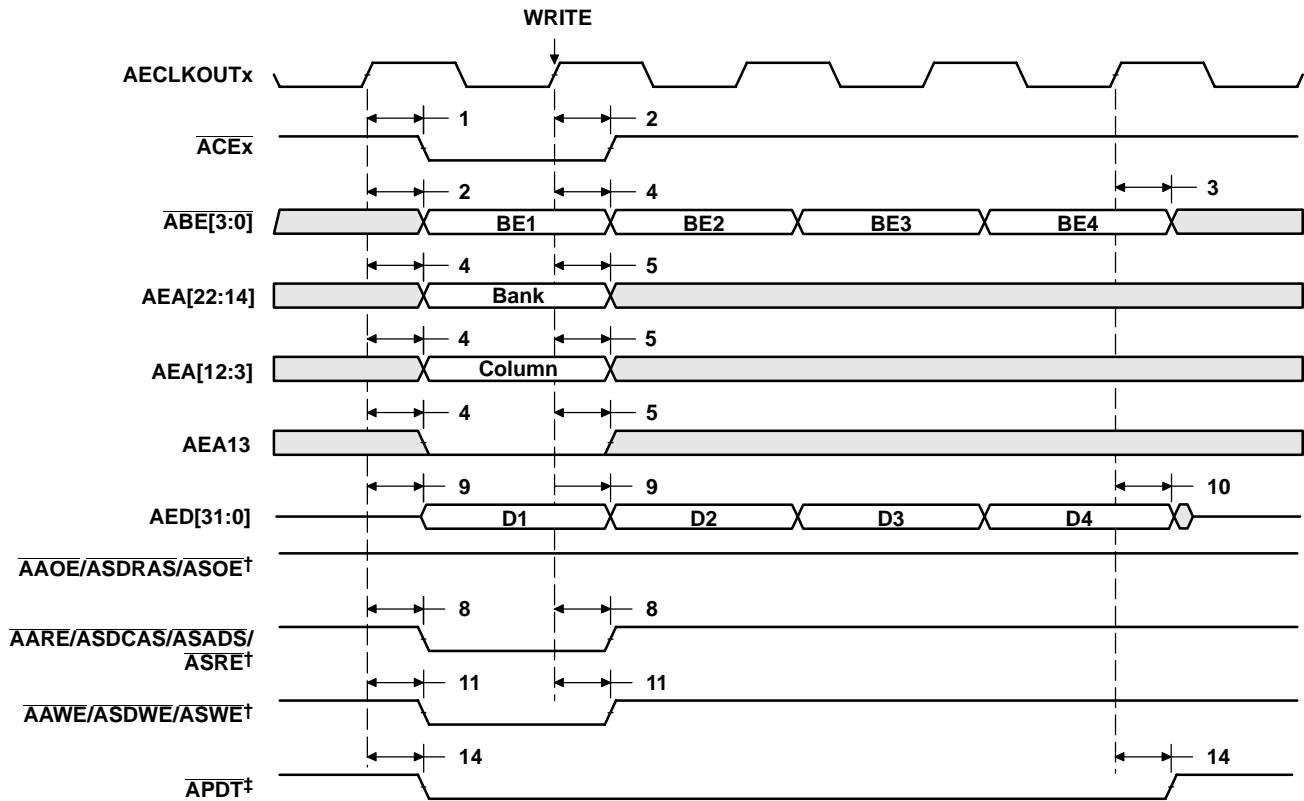 WRITE
AECLKOUTx
1 2
ACEx
2 4 3
ABE[3:0] BE1 BE2 BE3 BE4
4 5
AEA[22:14] Bank
4 5
AEA[12:3] Column
4 5
AEA13
9 9 10
AED[31:0] D1 D2 D3 D4
AAOE/ASDRAS/ASOE†
8 8
AARE/ASDCAS/ASADS/
ASRE†
11 11
AAWE/ASDWE/ASWE†
14 14
APDT‡